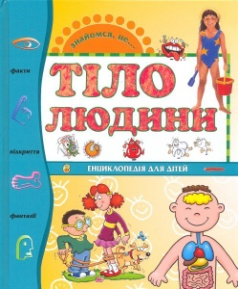 знайомся, це...
факти
ТІЛО
ЛЮДИНИ
відкриття
ЕНЦИКЛОПЕДІЯ ДЛЯ ДІТЕЙ
фантазії